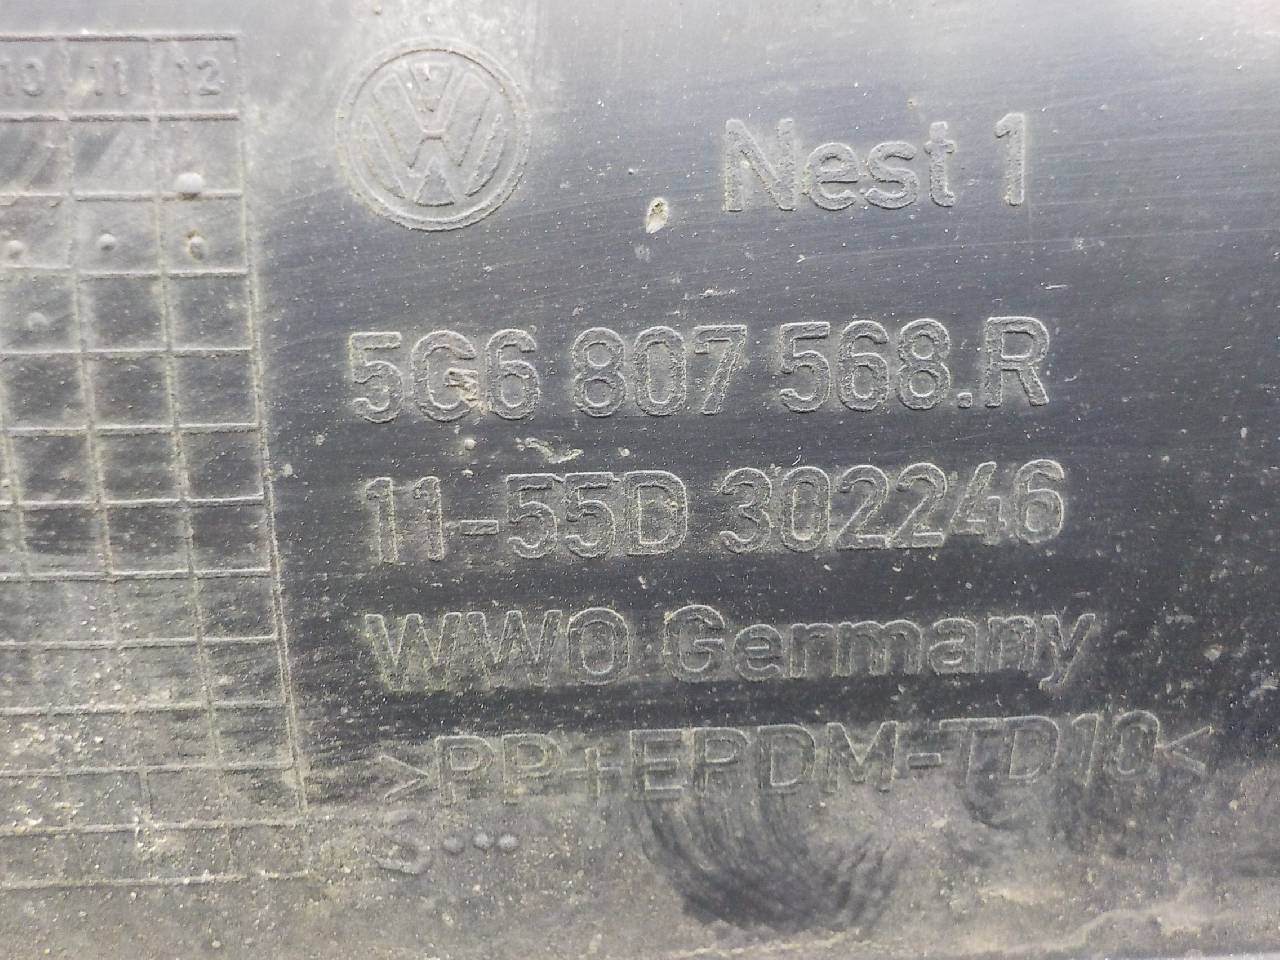 10 11 12
Nest 1
5G6 807 568.R
11-55D 302246
WWO Germany
>PP+EPDM-TD10<